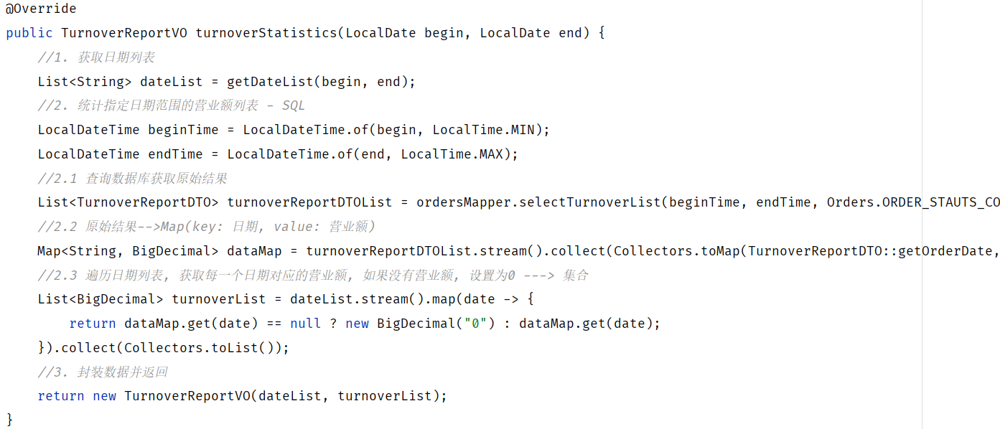 @Override
public TurnoverReportVO turnoverStatistics(LocalDate begin, LocalDate end) {
    //1. 获取日期列表
    List<String> dateList = getDateList(begin, end);
    //2. 统计指定日期范围的营业额列表 - SQL
    LocalDateTime beginTime = LocalDateTime.of(begin, LocalTime.MIN);
    LocalDateTime endTime = LocalDateTime.of(end, LocalTime.MAX);
    //2.1 查询数据库获取原始结果
    List<TurnoverReportDTO> turnoverReportDTOList = ordersMapper.selectTurnoverList(beginTime, endTime, Orders.ORDER_STAUTS_CO
    //2.2 原始结果-->Map(key: 日期, value: 营业额)
    Map<String, BigDecimal> dataMap = turnoverReportDTOList.stream().collect(Collectors.toMap(TurnoverReportDTO::getOrderDate,
    //2.3 遍历日期列表, 获取每一个日期对应的营业额, 如果没有营业额, 设置为0 ---> 集合
    List<BigDecimal> turnoverList = dateList.stream().map(date -> {
        return dataMap.get(date) == null ? new BigDecimal("0") : dataMap.get(date);
    }).collect(Collectors.toList());
    //3. 封装数据并返回
    return new TurnoverReportVO(dateList, turnoverList);
}